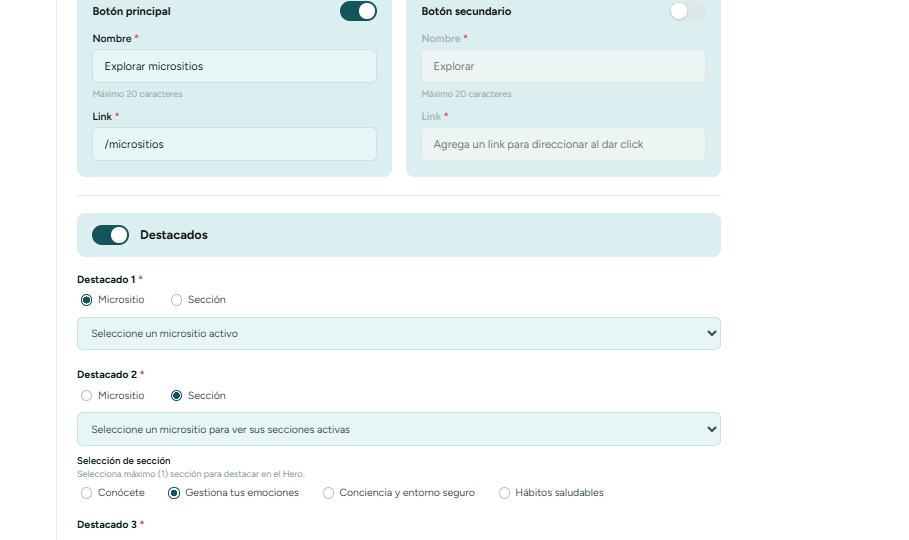 Botón principal
Nombre *
Explorar micrositios
Máximo 20 caracteres
Link *
/micrositios
Botón secundario
Nombre *
Explorar
Máximo 20 caracteres
Link *
Agrega un link para direccionar al dar click
Destacados
Destacado 1 *
Micrositio Sección
Seleccione un micrositio activo
Destacado 2 *
Micrositio Sección
Seleccione un micrositio para ver sus secciones activas
Selección de sección
Selecciona máximo (1) sección para destacar en el Hero.
Conócete Gestiona tus emociones Conciencia y entorno seguro Hábitos saludables
Destacado 3 *